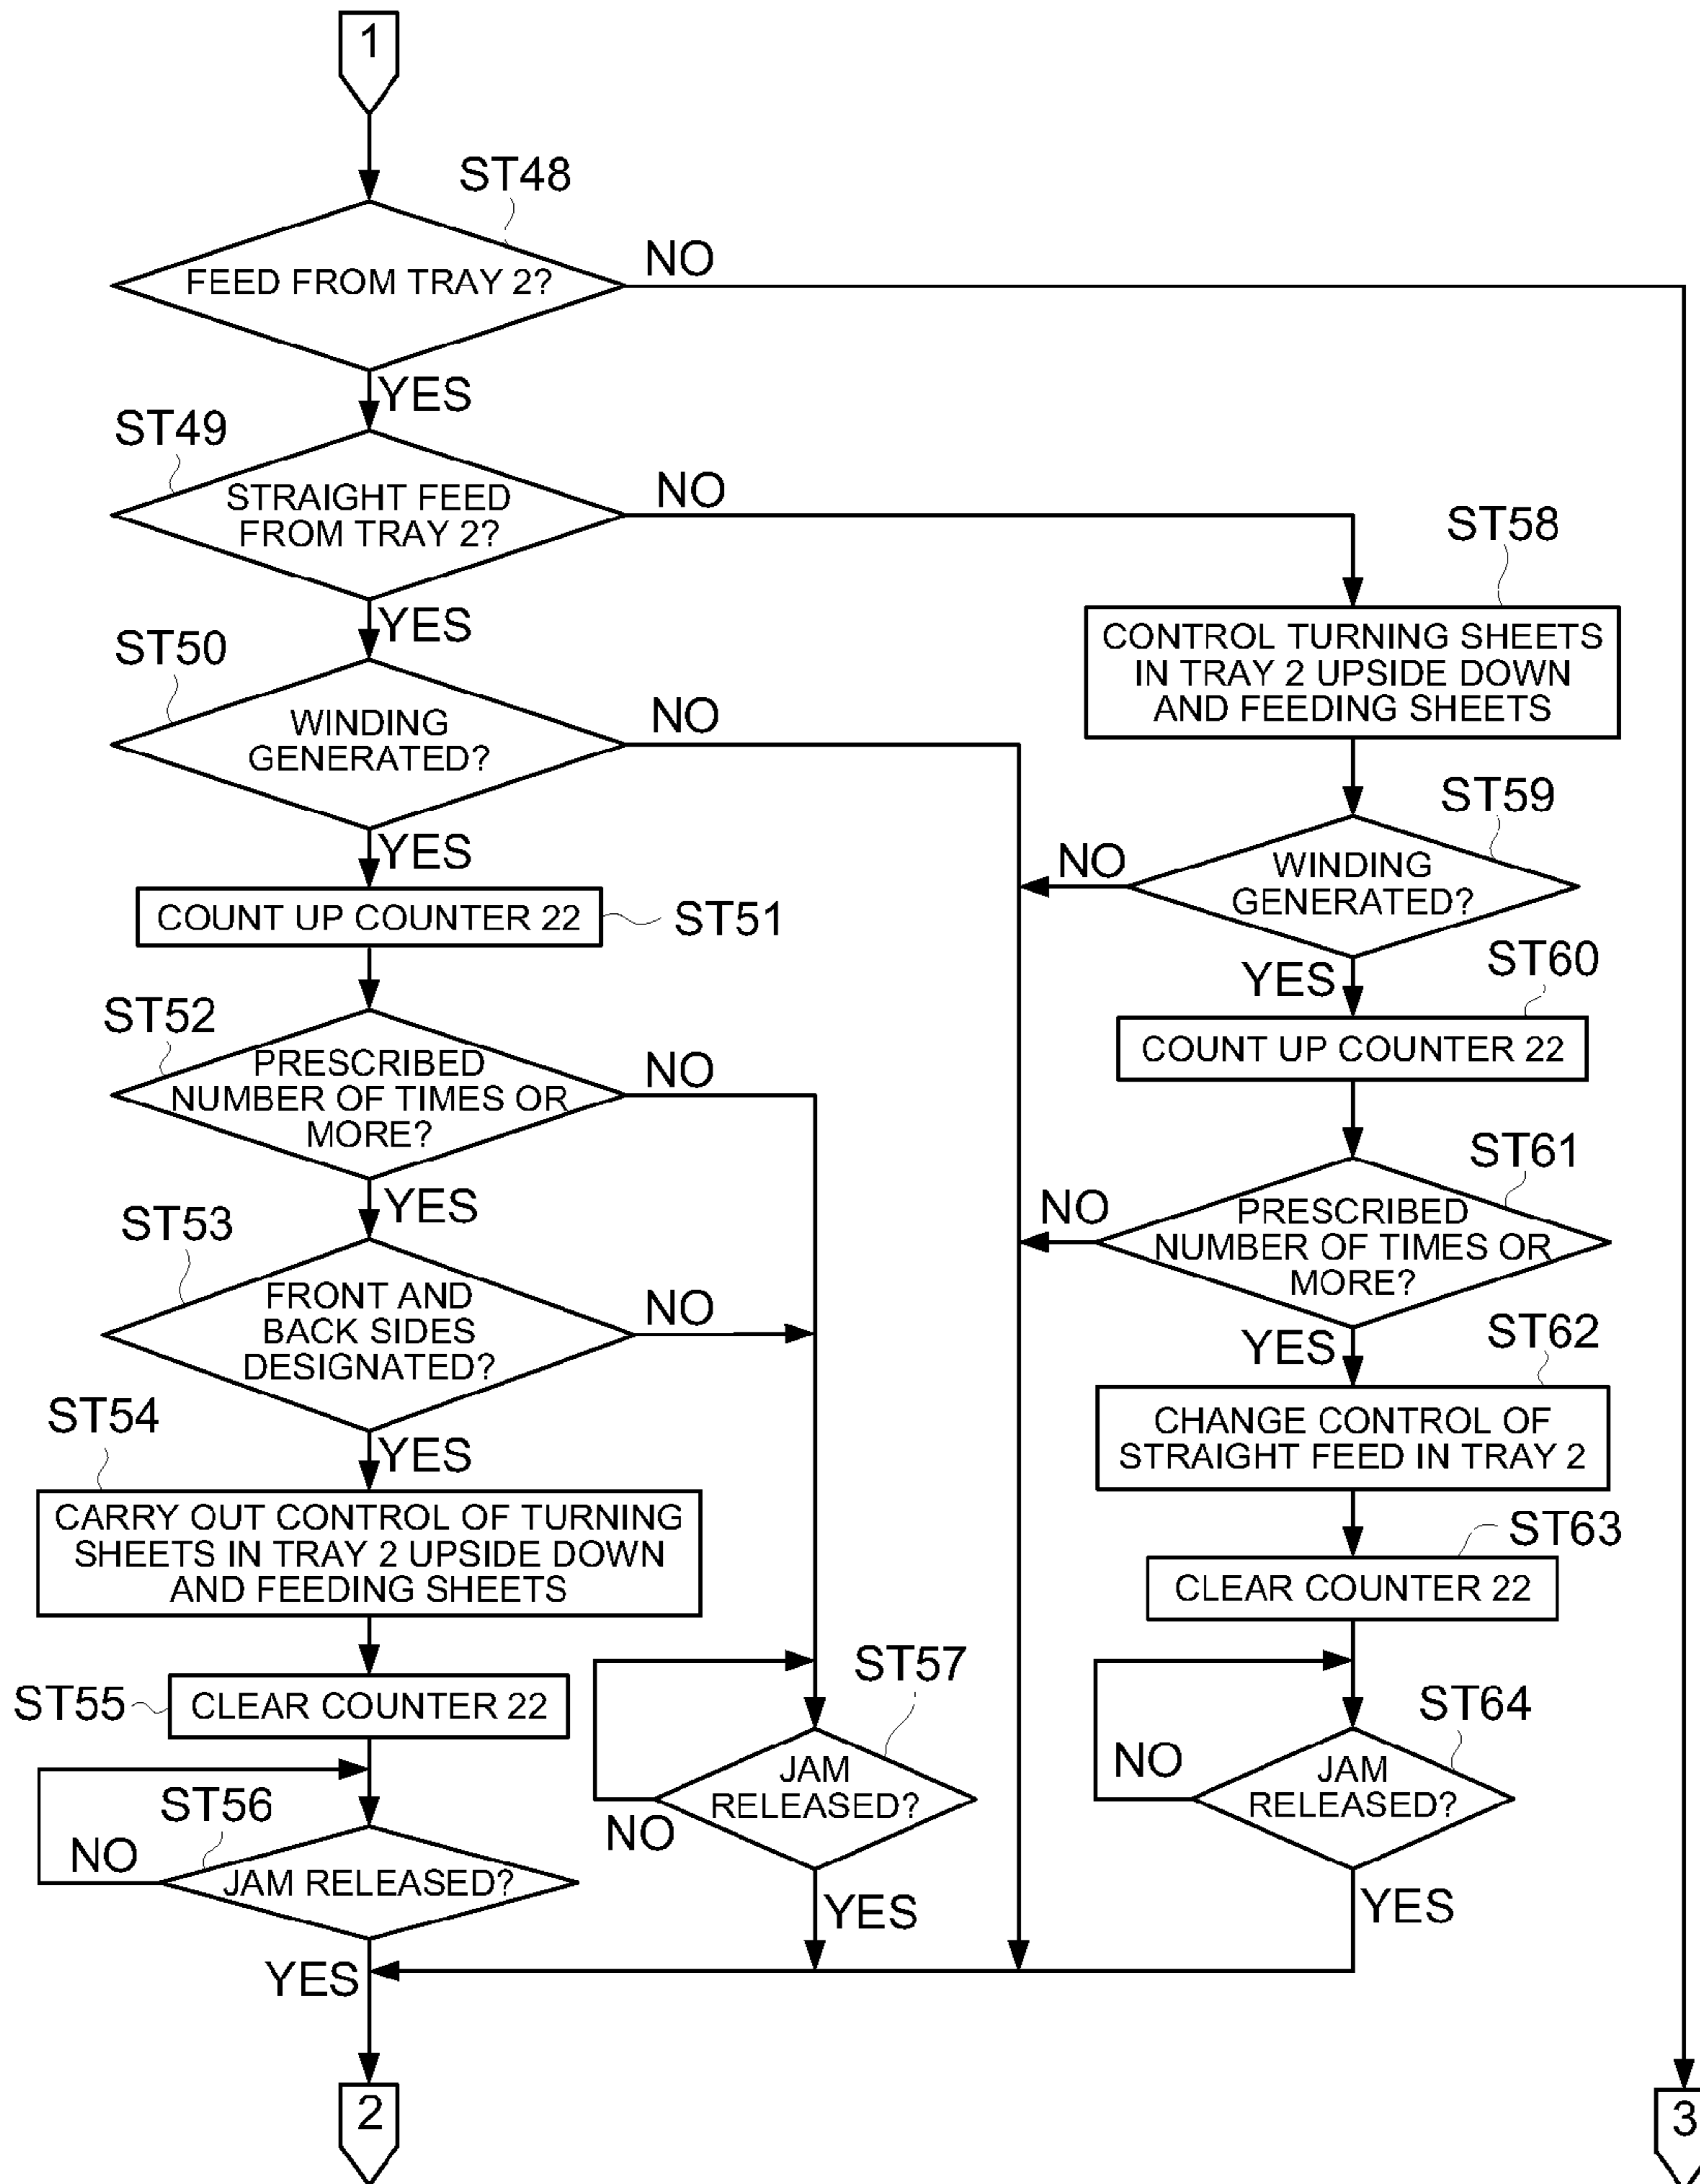 1
ST48
FEED FROM TRAY 2?
NO
YES
ST49
STRAIGHT FEED
FROM TRAY 2?
NO
YES
ST50
WINDING
GENERATED?
NO
YES
COUNT UP COUNTER 22
ST51
ST52
PRESCRIBED
NUMBER OF TIMES OR
MORE?
NO
YES
ST53
FRONT AND
BACK SIDES
DESIGNATED?
NO
YES
ST54
CARRY OUT CONTROL OF TURNING
SHEETS IN TRAY 2 UPSIDE DOWN
AND FEEDING SHEETS
ST55
CLEAR COUNTER 22
ST56
NO
JAM RELEASED?
YES
2
ST57
JAM
RELEASED?
NO
YES
ST58
CONTROL TURNING SHEETS
IN TRAY 2 UPSIDE DOWN
AND FEEDING SHEETS
ST59
NO
WINDING
GENERATED?
YES
ST60
COUNT UP COUNTER 22
ST61
NO
PRESCRIBED
NUMBER OF TIMES OR
MORE?
YES
ST62
CHANGE CONTROL OF
STRAIGHT FEED IN TRAY 2
ST63
CLEAR COUNTER 22
ST64
NO
JAM
RELEASED?
YES
3